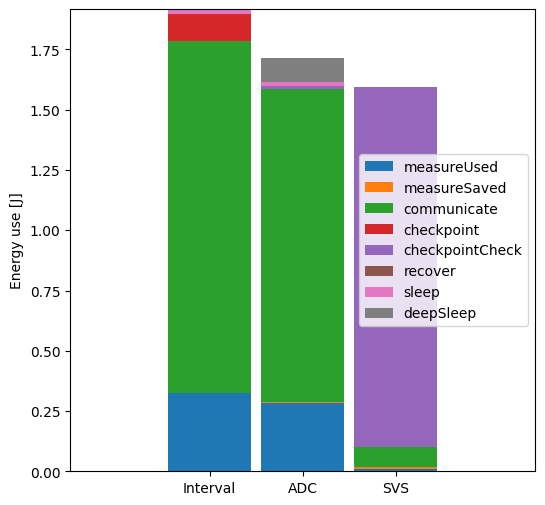 1.75
1.50
1.25
1.00
0.75
0.50
0.25
0.00
Energy use [J]
measureUsed
measureSaved
communicate
checkpoint
checkpointCheck
recover
sleep
deepSleep
Interval
ADC
SVS